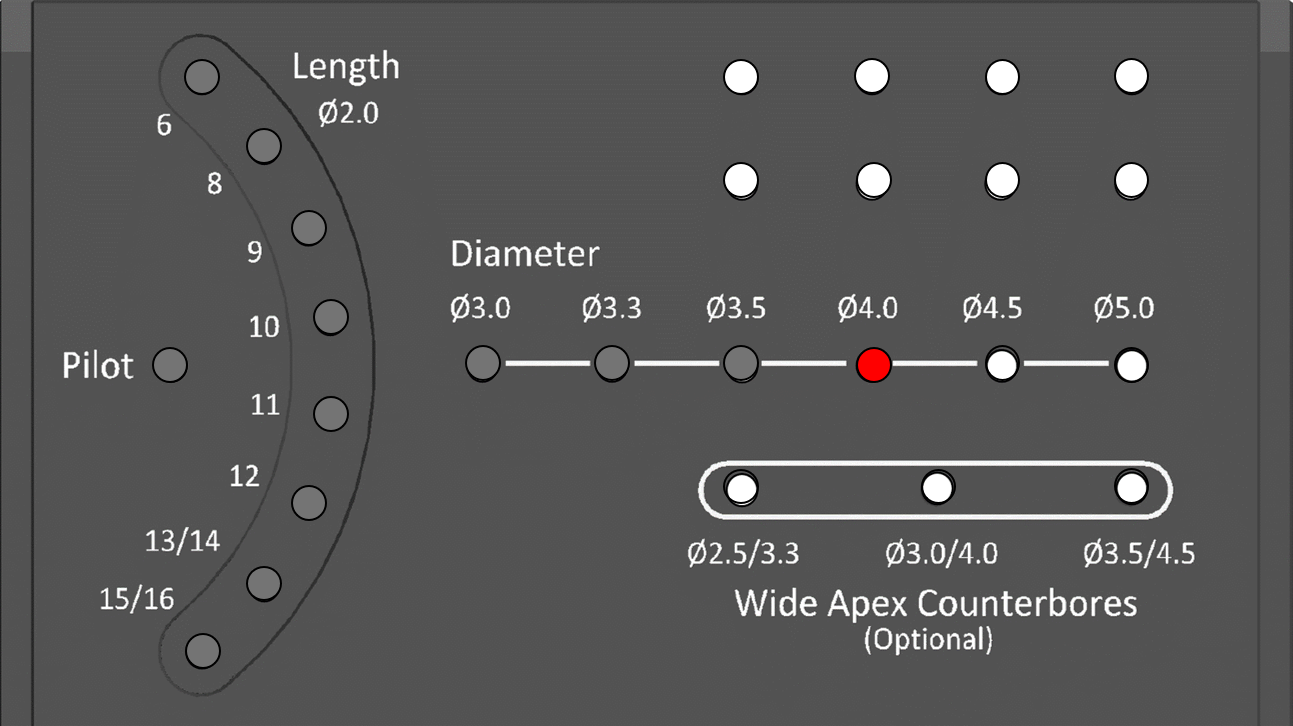 Length
Ø2.0
6
8
9
10
11
12
13/14
15/16
Pilot
Diameter
Ø3.0 Ø3.3 Ø3.5 Ø4.0 Ø4.5 Ø5.0
Ø2.5/3.3 Ø3.0/4.0 Ø3.5/4.5
Wide Apex Counterbores
(Optional)